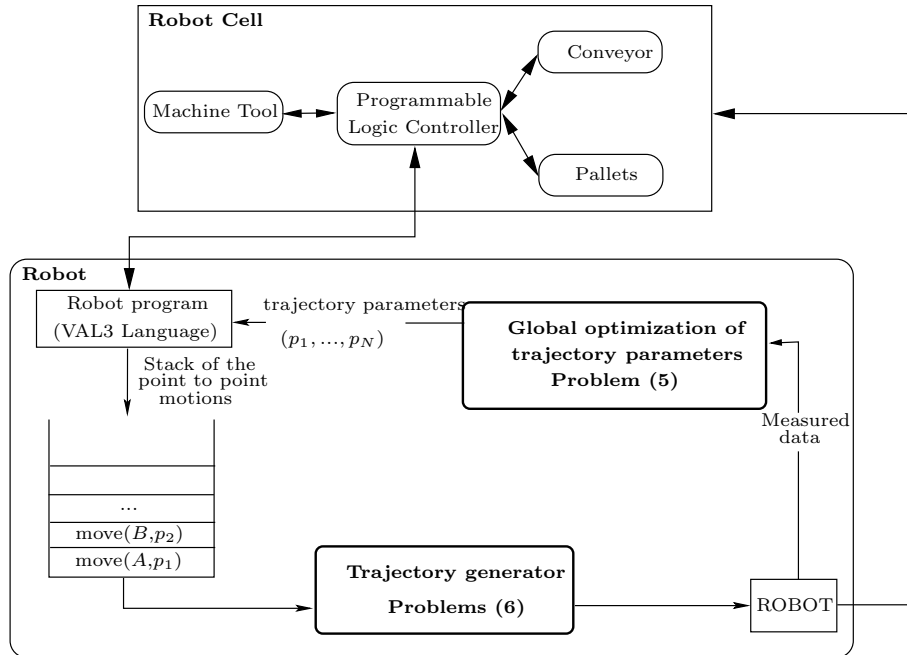 Robot Cell
Conveyor
Machine Tool
Programmable
Logic Controller
Pallets
Robot
Robot program
(VAL3 Language)
trajectory parameters
(p₁, ..., p_N)
Global optimization of
trajectory parameters
Problem (5)
Stack of the
point to point
motions
Measured
data
...
move(B,p₂)
move(A,p₁)
Trajectory generator
Problems (6)
ROBOT